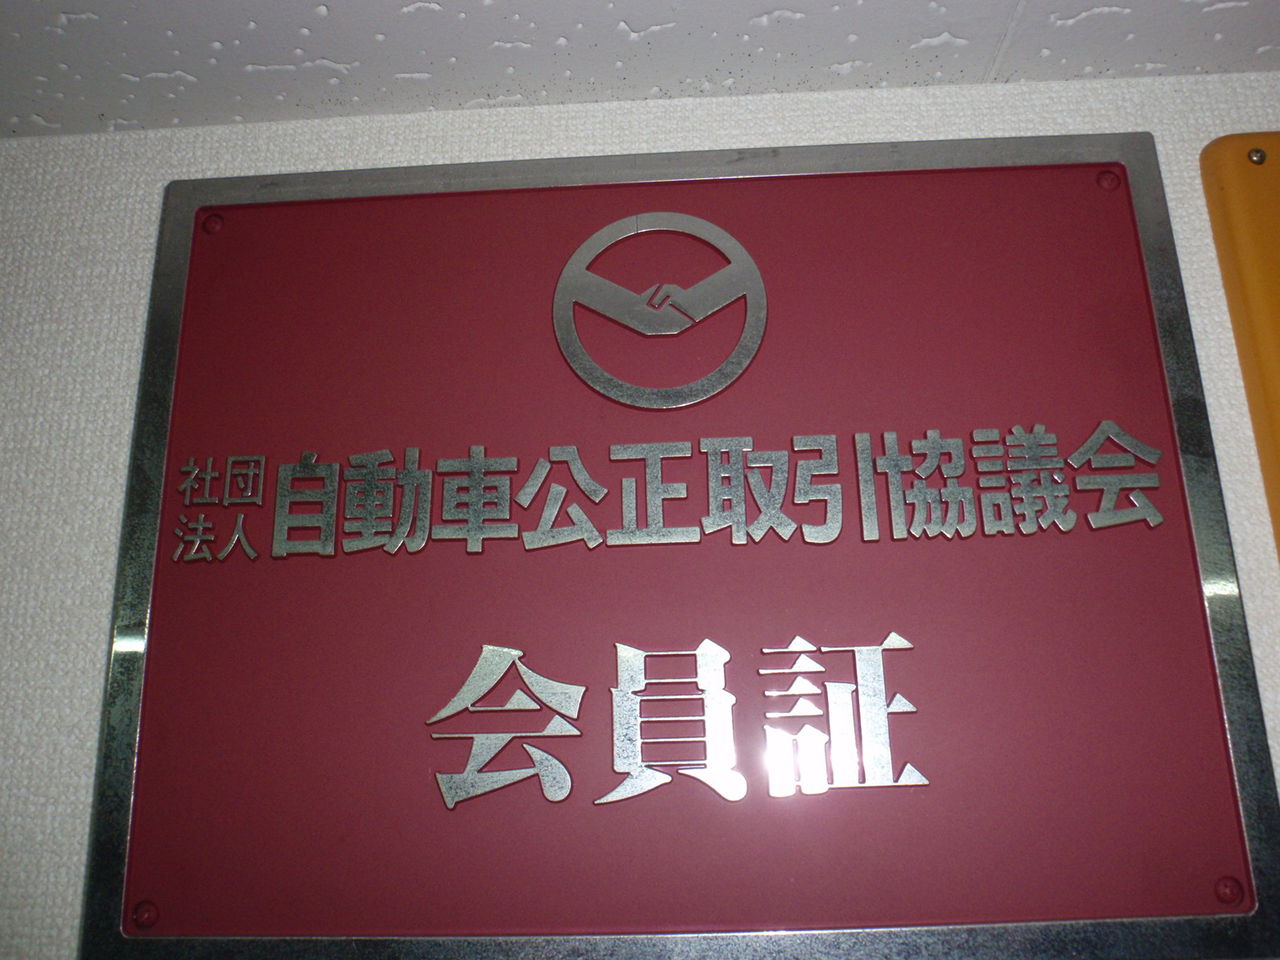 社団法人 自動車公正取引協議会
会員証